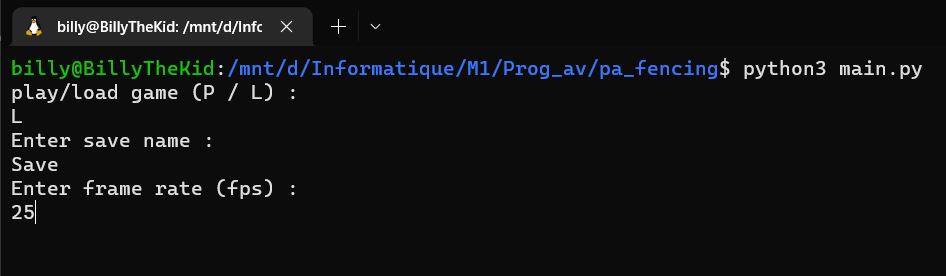 billy@BillyTheKid: /mnt/d/Infc
billy@BillyTheKid:/mnt/d/Informatique/M1/Prog_av/pa_fencing$ python3 main.py
play/load game (P / L) :
L
Enter save name :
Save
Enter frame rate (fps) :
25